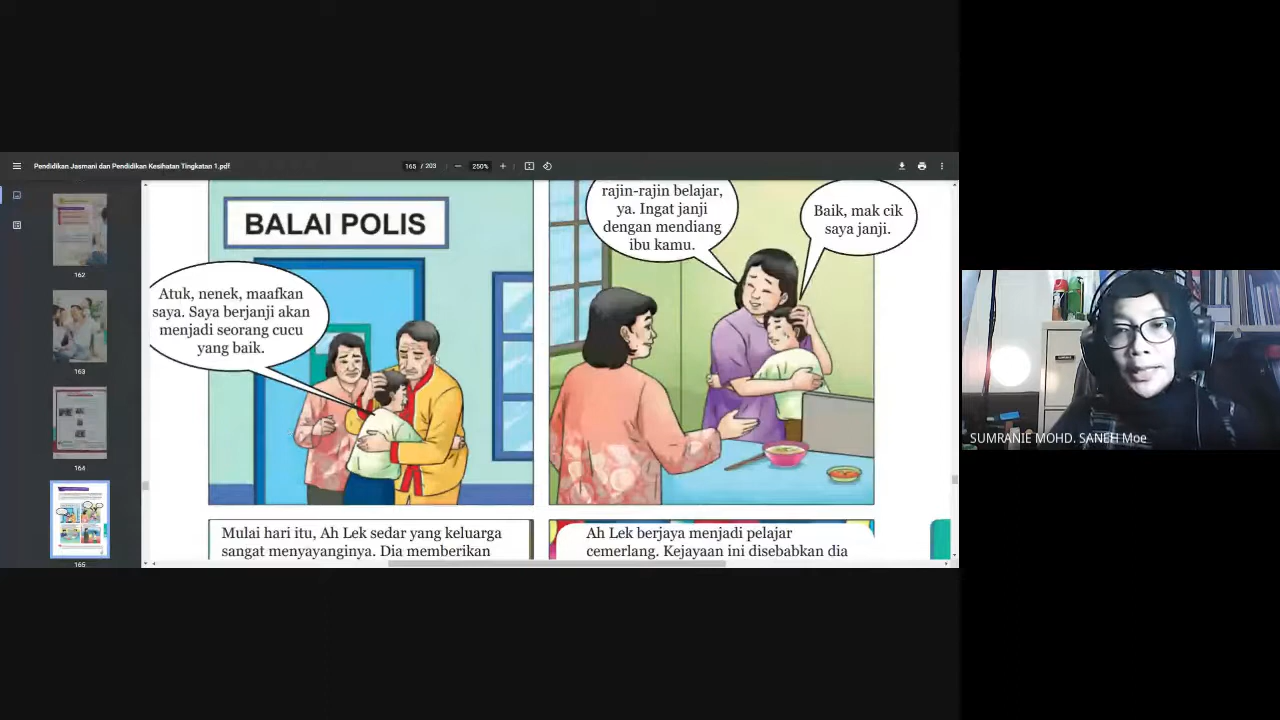 Pendidikan Jasmani dan Pendidikan Kesihatan Tingkatan 1.pdf
165 / 203
250%
162
163
164
165
BALAI POLIS
Atuk, nenek, maafkan
saya. Saya berjanji akan
menjadi seorang cucu
yang baik.
rajin-rajin belajar,
ya. Ingat janji
dengan mendiang
ibu kamu.
Baik, mak cik
saya janji.
Mulai hari itu, Ah Lek sedar yang keluarga
sangat menyayanginya. Dia memberikan
Ah Lek berjaya menjadi pelajar
cemerlang. Kejayaan ini disebabkan dia
SUMRANIE MOHD. SANEH Moe